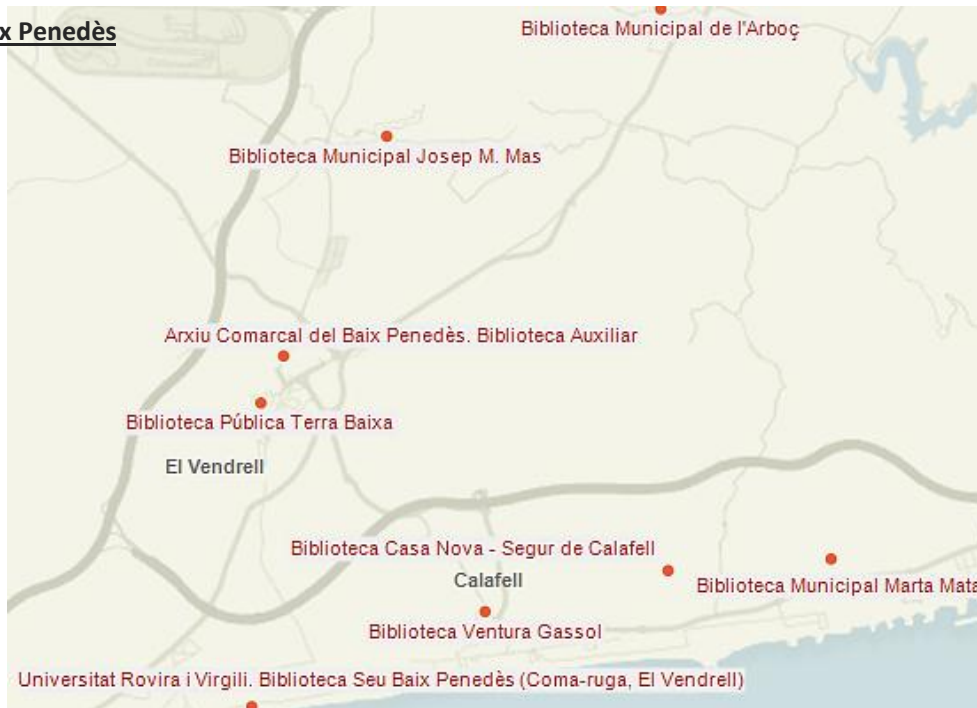 x Penedès
Biblioteca Municipal de l'Arboç
Biblioteca Municipal Josep M. Mas
Arxiu Comarcal del Baix Penedès. Biblioteca Auxiliar
Biblioteca Pública Terra Baixa
El Vendrell
Biblioteca Casa Nova - Segur de Calafell
Calafell
Biblioteca Municipal Marta Mata
Biblioteca Ventura Gassol
Universitat Rovira i Virgili. Biblioteca Seu Baix Penedès (Coma-ruga, El Vendrell)